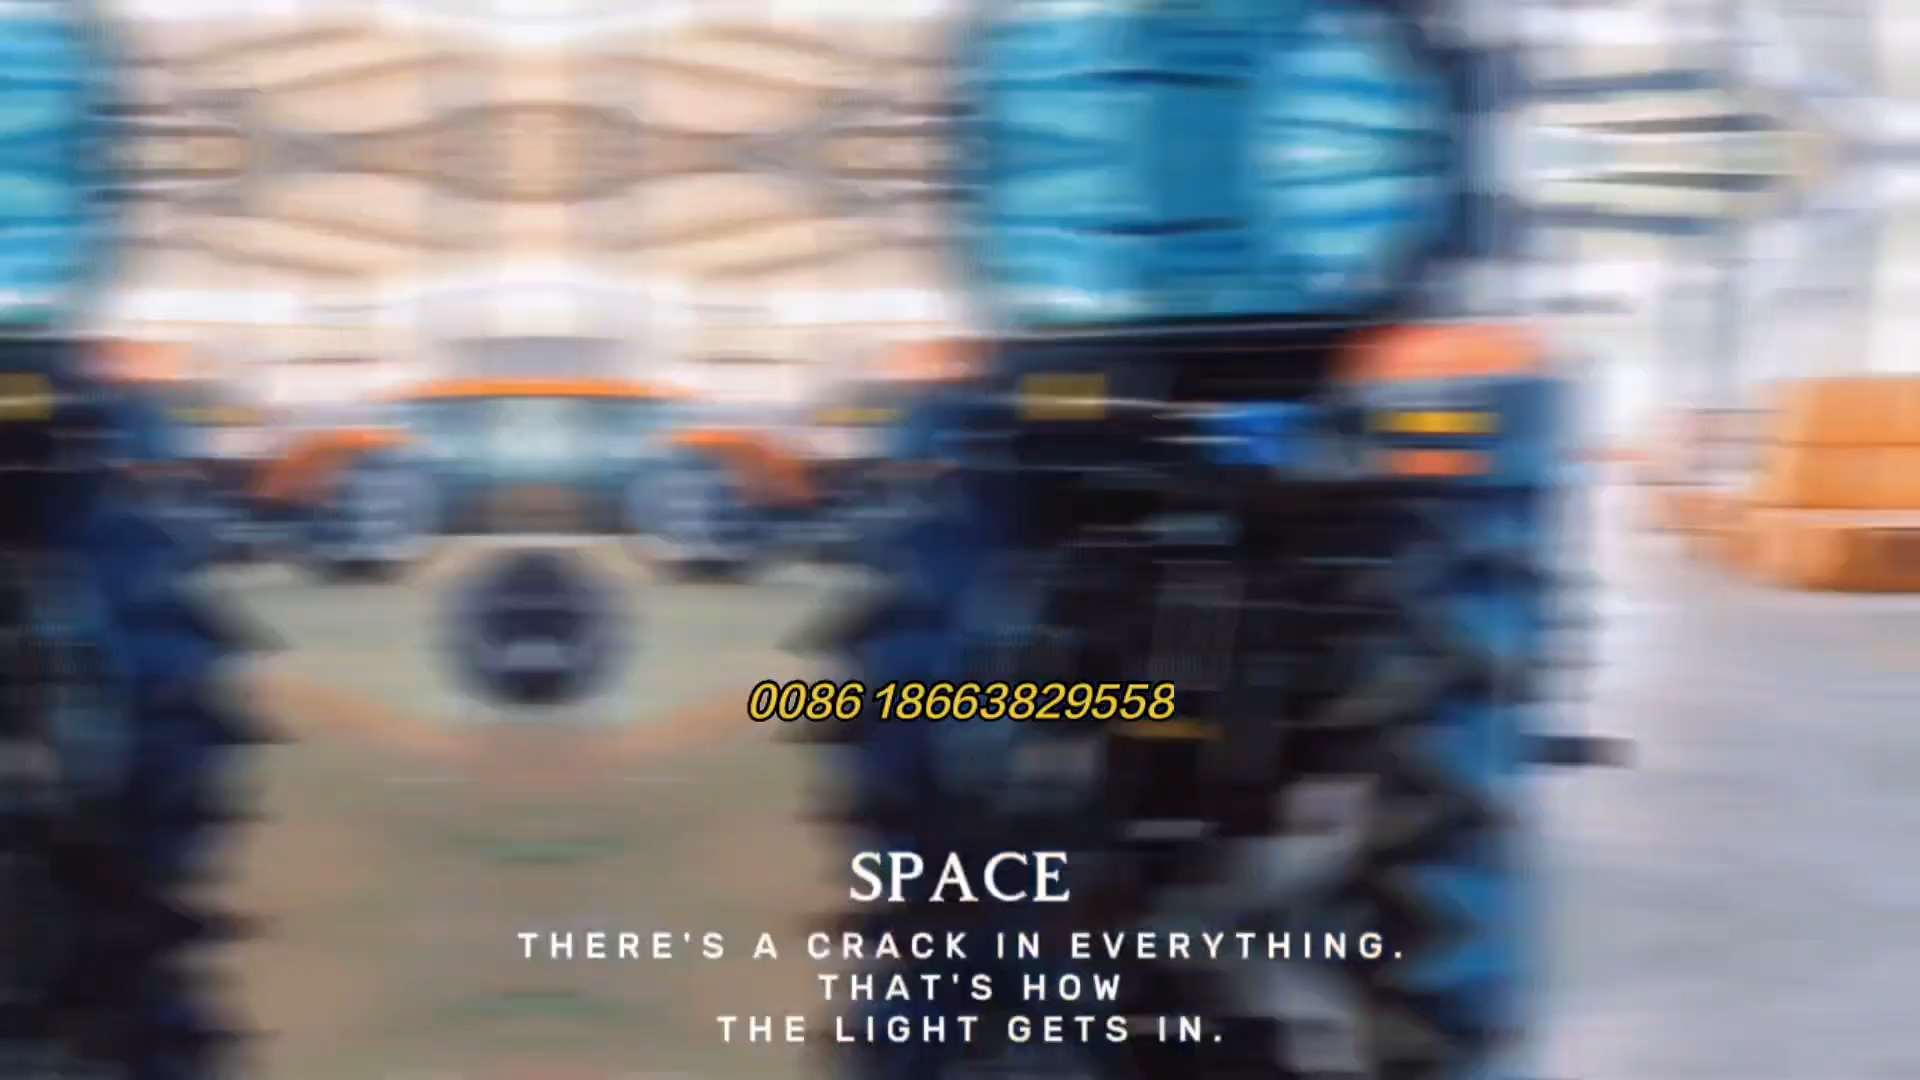 0086 18663829558
SPACE
THERE'S A CRACK IN EVERYTHING.
THAT'S HOW
THE LIGHT GETS IN.